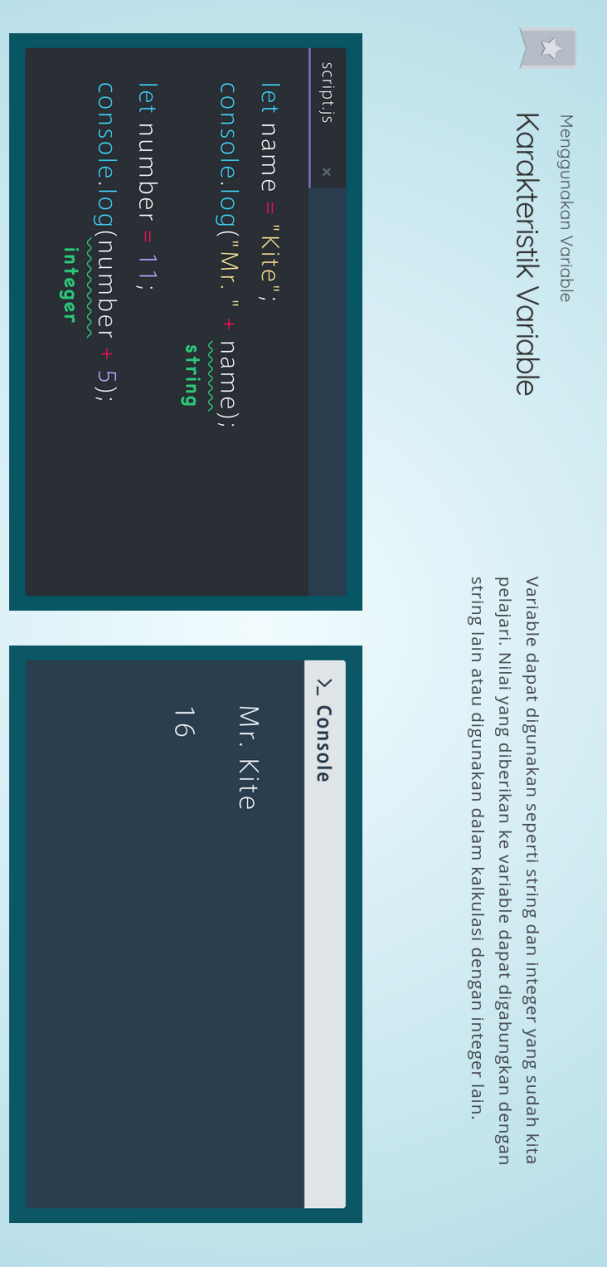 Menggunakan Variable
Karakteristik Variable
Variable dapat digunakan seperti string dan integer yang sudah kita
pelajari. Nilai yang diberikan ke variable dapat digabungkan dengan
string lain atau digunakan dalam kalkulasi dengan integer lain.
script.js ×
let name = "Kite";
console.log("Mr. " + name);
string
let number = 11;
console.log(number + 5);
integer
>_ Console
Mr. Kite
16